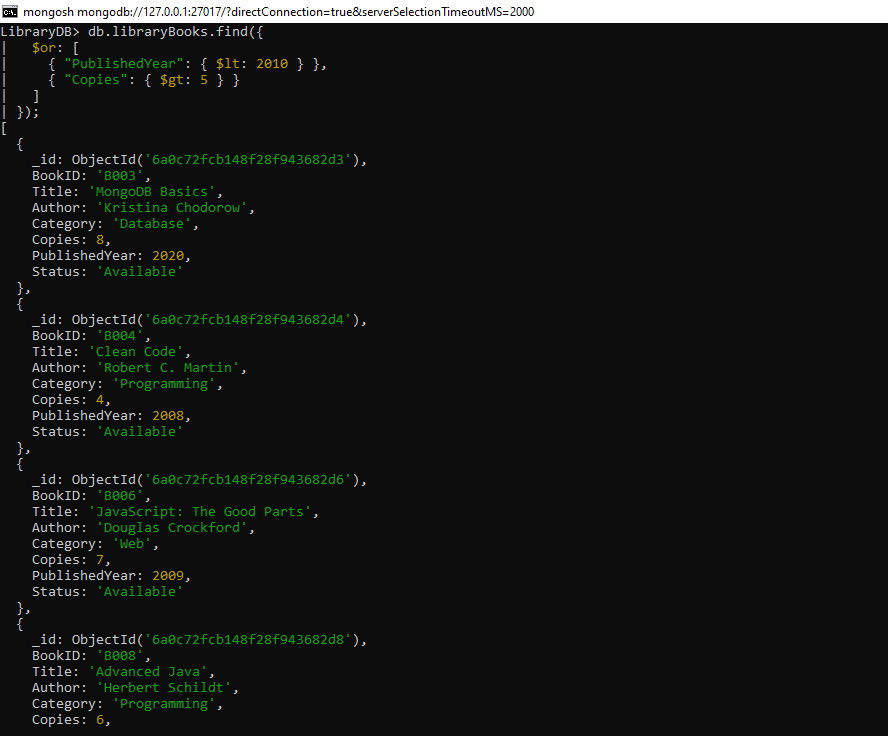 mongosh mongodb://127.0.0.1:27017/?directConnection=true&serverSelectionTimeoutMS=2000
LibraryDB> db.libraryBooks.find({
|   $or: [
|     { "PublishedYear": { $lt: 2010 } },
|     { "Copies": { $gt: 5 } }
|   ]
| });
[
  {
    _id: ObjectId('6a0c72fcb148f28f943682d3'),
    BookID: 'B003',
    Title: 'MongoDB Basics',
    Author: 'Kristina Chodorow',
    Category: 'Database',
    Copies: 8,
    PublishedYear: 2020,
    Status: 'Available'
  },
  {
    _id: ObjectId('6a0c72fcb148f28f943682d4'),
    BookID: 'B004',
    Title: 'Clean Code',
    Author: 'Robert C. Martin',
    Category: 'Programming',
    Copies: 4,
    PublishedYear: 2008,
    Status: 'Available'
  },
  {
    _id: ObjectId('6a0c72fcb148f28f943682d6'),
    BookID: 'B006',
    Title: 'JavaScript: The Good Parts',
    Author: 'Douglas Crockford',
    Category: 'Web',
    Copies: 7,
    PublishedYear: 2009,
    Status: 'Available'
  },
  {
    _id: ObjectId('6a0c72fcb148f28f943682d8'),
    BookID: 'B008',
    Title: 'Advanced Java',
    Author: 'Herbert Schildt',
    Category: 'Programming',
    Copies: 6,